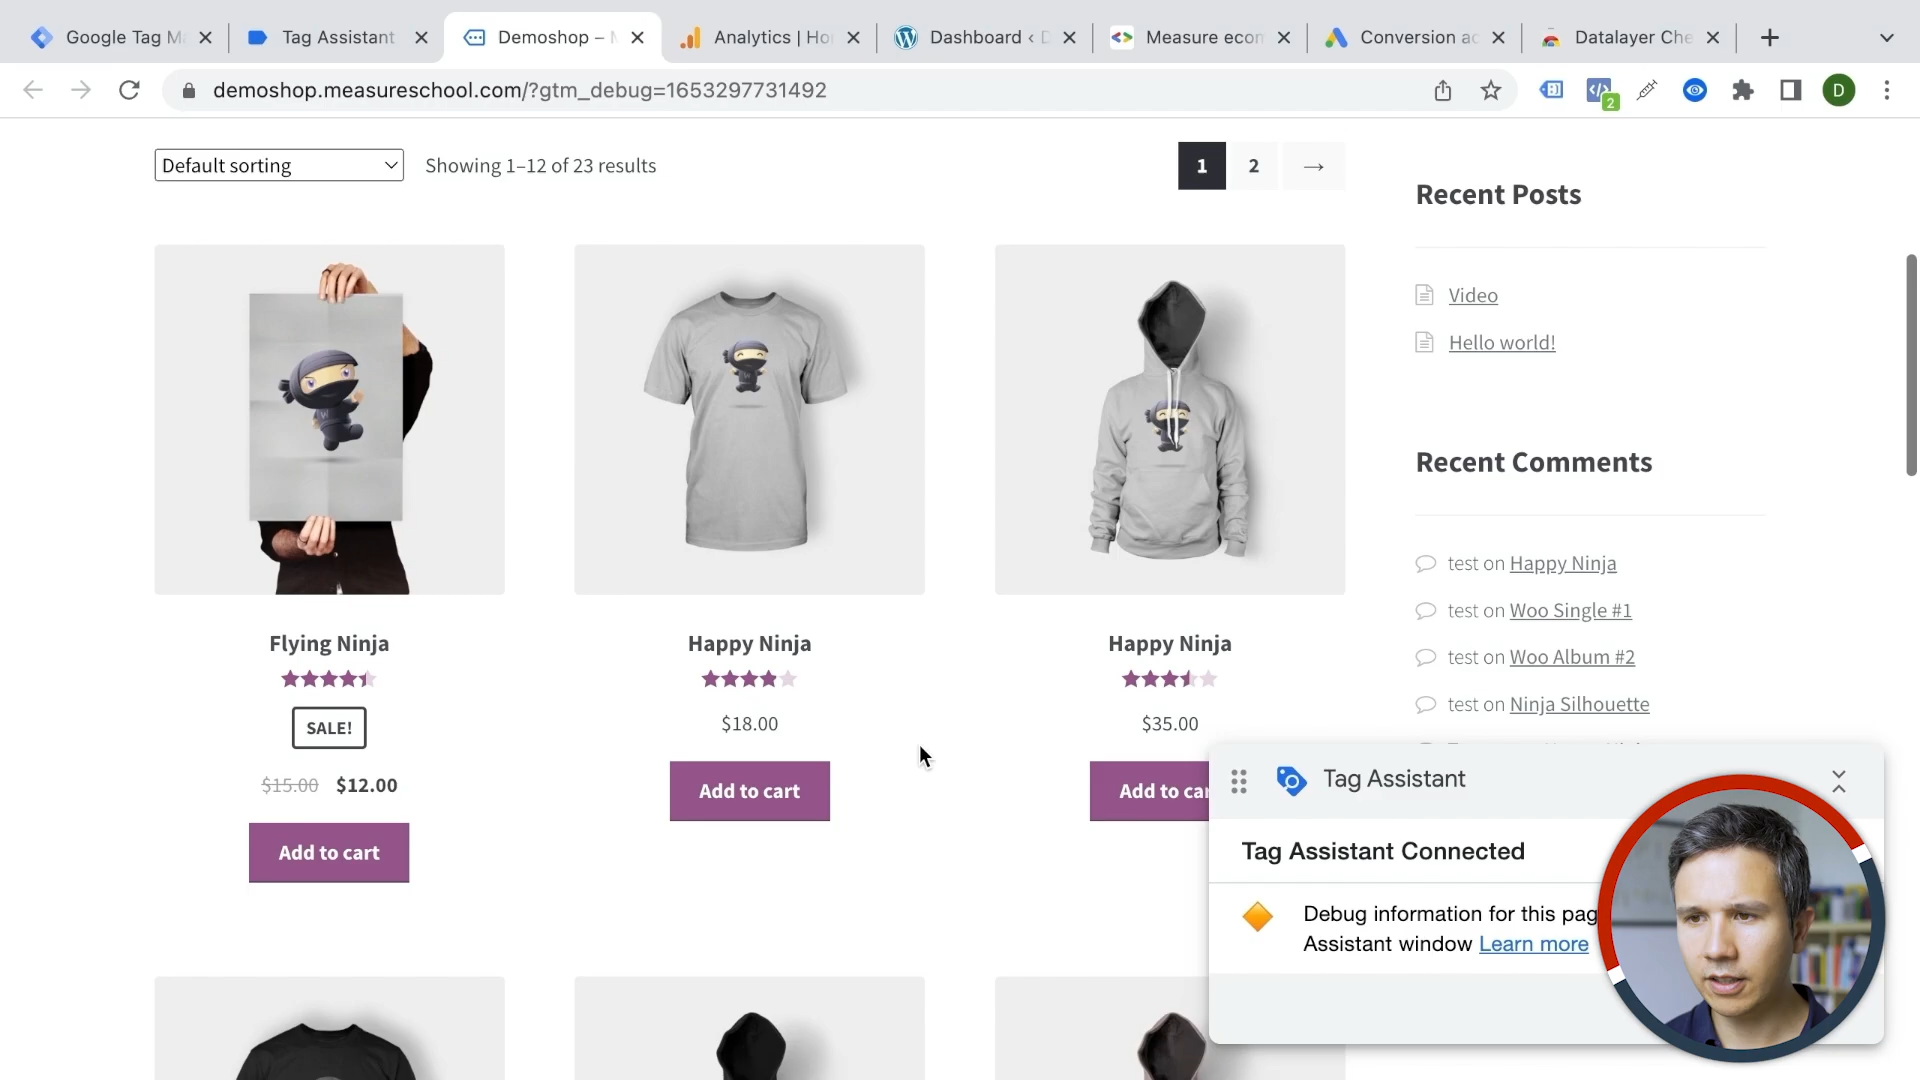 Google Tag Ma
Tag Assistant
Demoshop – M
Analytics | Ho
Dashboard ‹ D
Measure econ
Conversion ac
Datalayer Che
demoshop.measureschool.com/?gtm_debug=1653297731492
2
D
Default sorting
Showing 1–12 of 23 results
1 2 →
Recent Posts
Video
Hello world!
Recent Comments
test on Happy Ninja
test on Woo Single #1
test on Woo Album #2
test on Ninja Silhouette
Flying Ninja
SALE!
$15.00 $12.00
Add to cart
Happy Ninja
$18.00
Add to cart
Happy Ninja
$35.00
Add to car
Tag Assistant
Tag Assistant Connected
Debug information for this pag
Assistant window Learn more